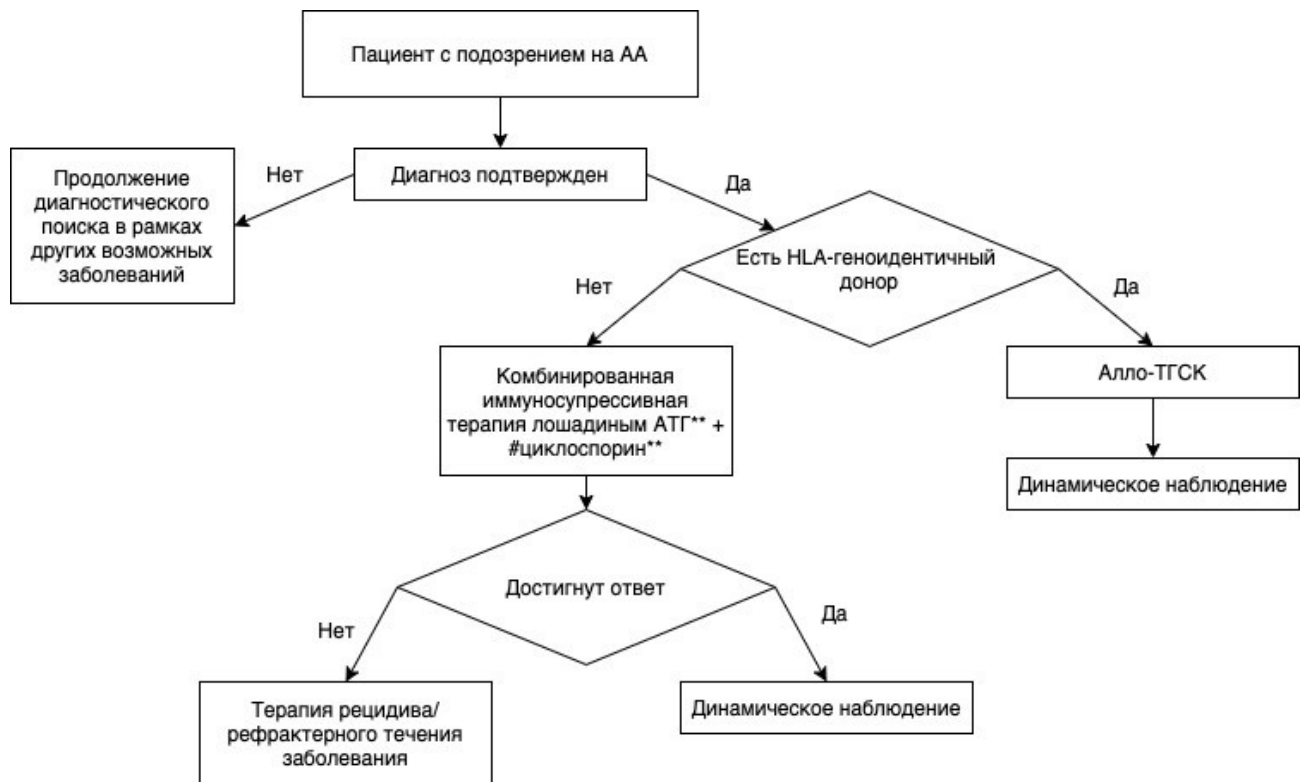 Пациент с подозрением на АА
Нет
Диагноз подтвержден
Да
Продолжение
диагностического
поиска в рамках
других возможных
заболеваний
Есть HLA-геноидентичный
донор
Нет
Да
Комбинированная
иммуносупрессивная
терапия лошадиным АТГ** +
#циклоспорин**
Алло-ТГСК
Динамическое наблюдение
Достигнут ответ
Нет
Да
Терапия рецидива/
рефрактерного течения
заболевания
Динамическое наблюдение